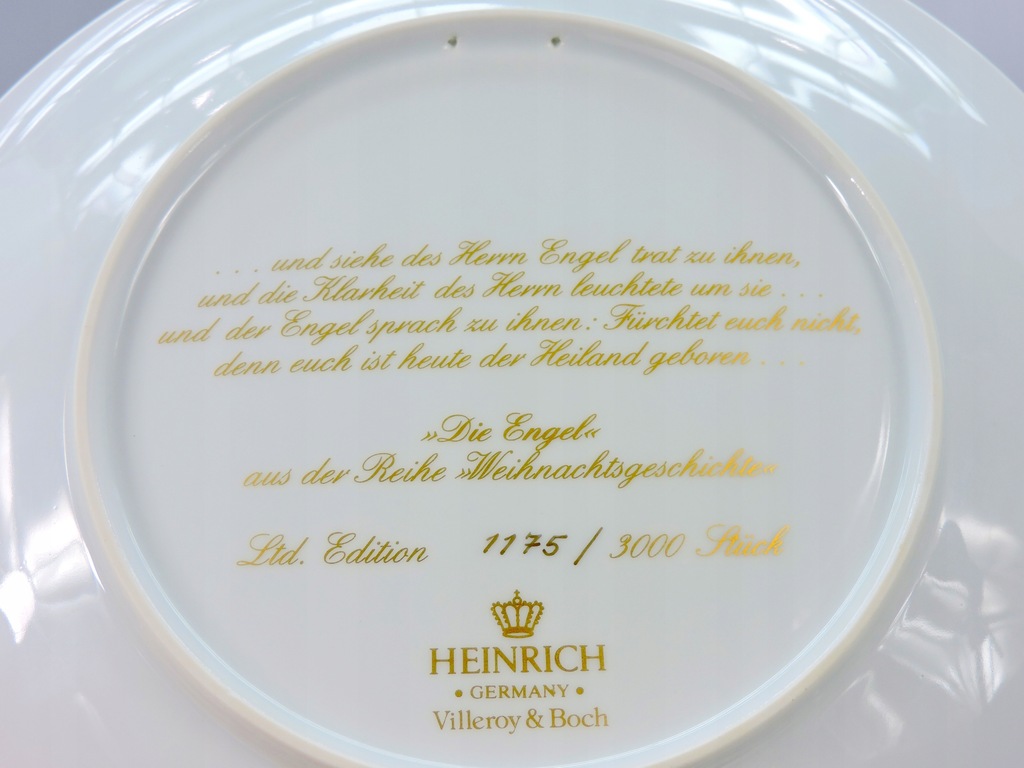 . . . und siehe des Herrn Engel trat zu ihnen,
und die Klarheit des Herrn leuchtete um sie . . .
und der Engel sprach zu ihnen: Fürchtet euch nicht,
denn euch ist heute der Heiland geboren . . .
»Die Engel«
aus der Reihe »Weihnachtsgeschichte«
Ltd. Edition 1175 / 3000 Stück
HEINRICH
• GERMANY •
Villeroy & Boch